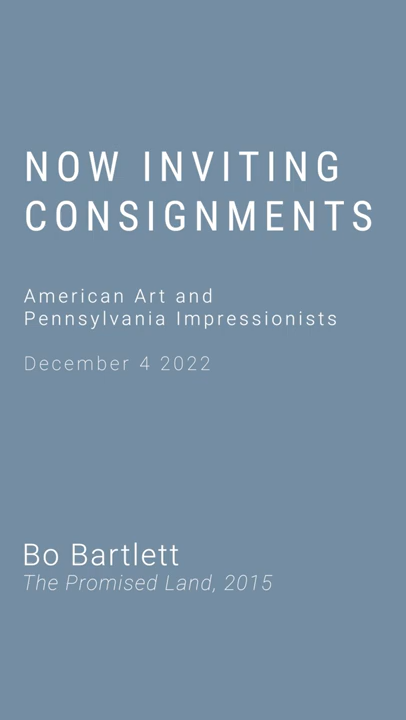 NOW INVITING
CONSIGNMENTS
American Art and
Pennsylvania Impressionists
December 4 2022
Bo Bartlett
The Promised Land, 2015